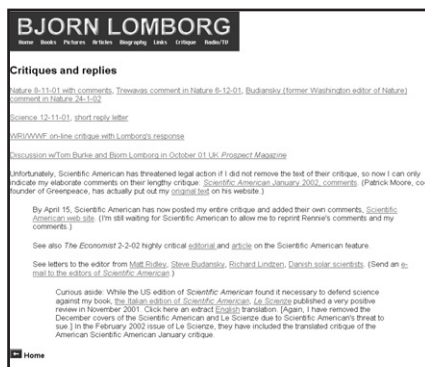 BJORN LOMBORG
Home Books Pictures Articles Biography Links Critique Radio/TV
Critiques and replies
Nature 8-11-01 with comments, Trewavas comment in Nature 6-12-01, Budiansky (former Washington editor of Nature)
comment in Nature 24-1-02
Science 12-11-01, short reply letter
WRI/WWF on-line critique with Lomborg's response
Discussion w/Tom Burke and Bjorn Lomborg in October 01 UK Prospect Magazine
Unfortunately, Scientific American has threatened legal action if I did not remove the text of their critique, so now I can only
indicate my elaborate comments on their lengthy critique: Scientific American January 2002, comments. (Patrick Moore, co-
founder of Greenpeace, has actually put out my original text on his website.)
By April 15, Scientific American has now posted my entire critique and added their own comments, Scientific
American web site. (I'm still waiting for Scientific American to allow me to reprint Rennie's comments and my
comments.)
See also The Economist 2-2-02 highly critical editorial and article on the Scientific American feature.
See letters to the editor from Matt Ridley, Steve Budansky, Richard Lindzen, Danish solar scientists. (Send an e-
mail to the editors of Scientific American.)
Curious aside: While the US edition of Scientific American found it necessary to defend science
against my book, the Italian edition of Scientific American, Le Scienze published a very positive
review in November 2001. Click here an extract English translation. [Again, I have removed the
December covers of the Scientific American and Le Scienze due to Scientific American's threat to
sue.] In the February 2002 issue of Le Scienze, they have included the translated critique of the
American Scientific American January critique.
Home